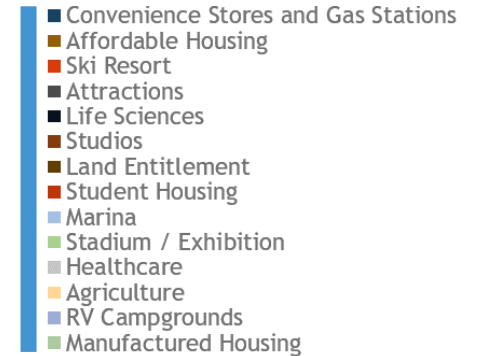 Convenience Stores and Gas Stations
Affordable Housing
Ski Resort
Attractions
Life Sciences
Studios
Land Entitlement
Student Housing
Marina
Stadium / Exhibition
Healthcare
Agriculture
RV Campgrounds
Manufactured Housing